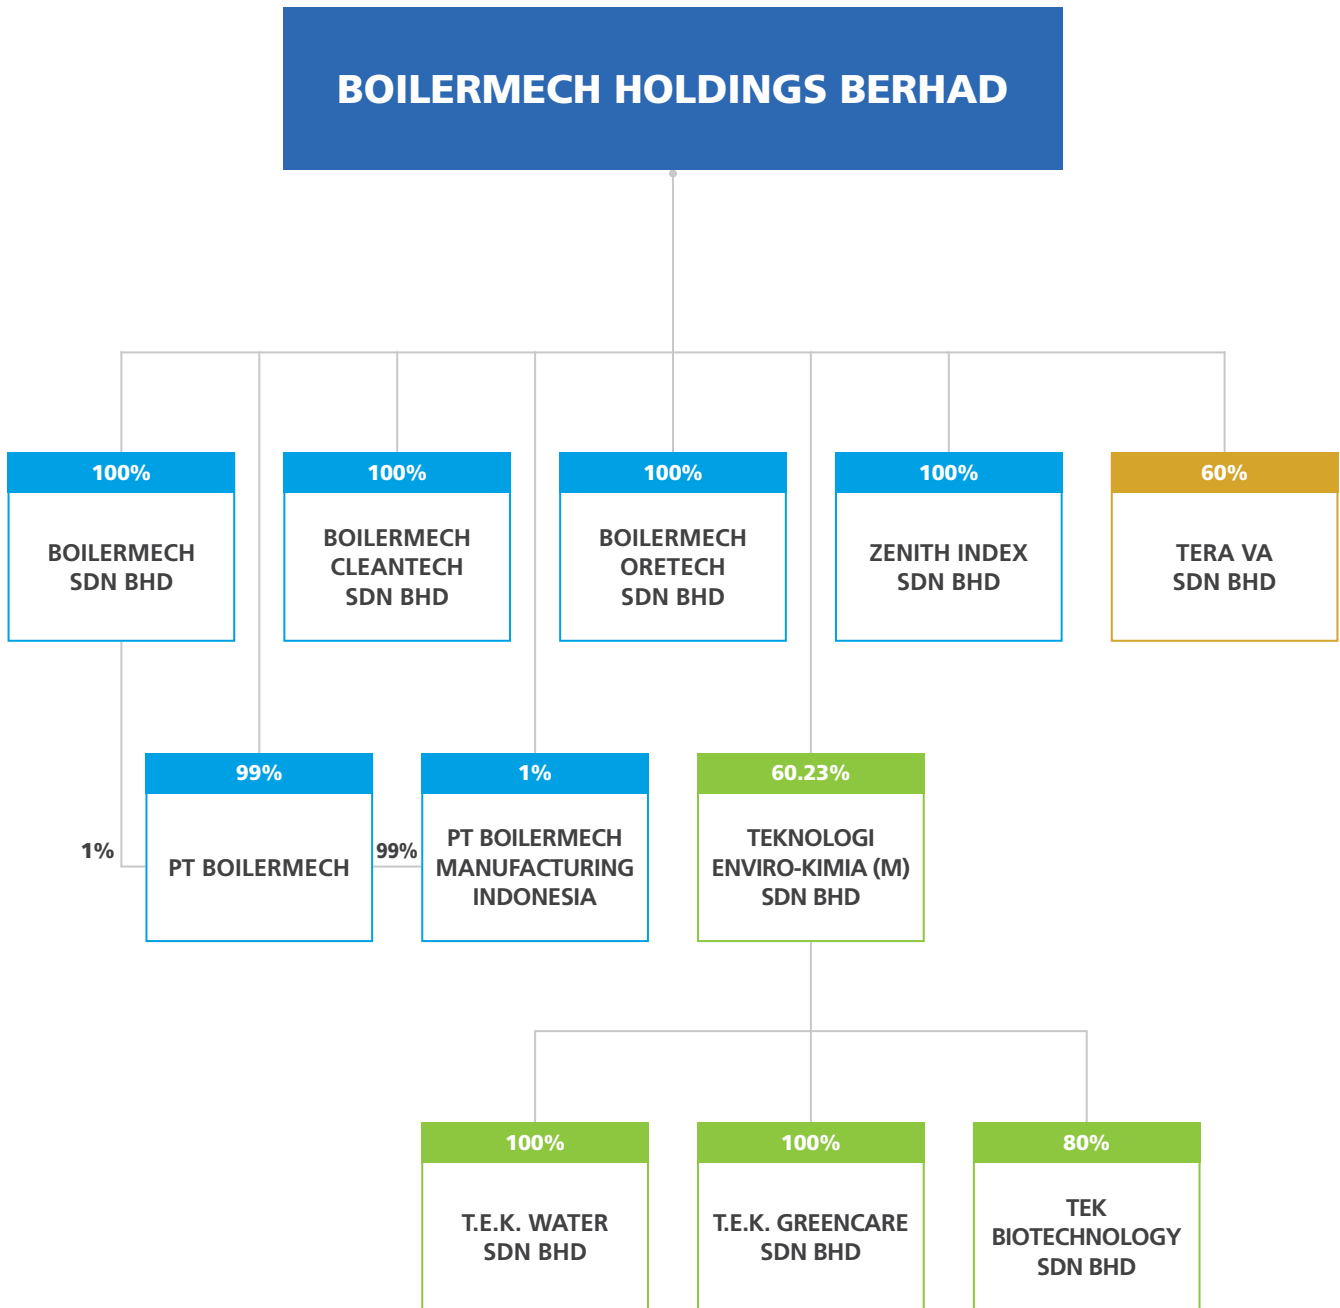 BOILERMECH HOLDINGS BERHAD
100%
BOILERMECH
SDN BHD
100%
BOILERMECH
CLEANTECH
SDN BHD
100%
BOILERMECH
ORETECH
SDN BHD
100%
ZENITH INDEX
SDN BHD
60%
TERA VA
SDN BHD
1%
99%
PT BOILERMECH
99%
1%
PT BOILERMECH
MANUFACTURING
INDONESIA
60.23%
TEKNOLOGI
ENVIRO-KIMIA (M)
SDN BHD
100%
T.E.K. WATER
SDN BHD
100%
T.E.K. GREENCARE
SDN BHD
80%
TEK
BIOTECHNOLOGY
SDN BHD